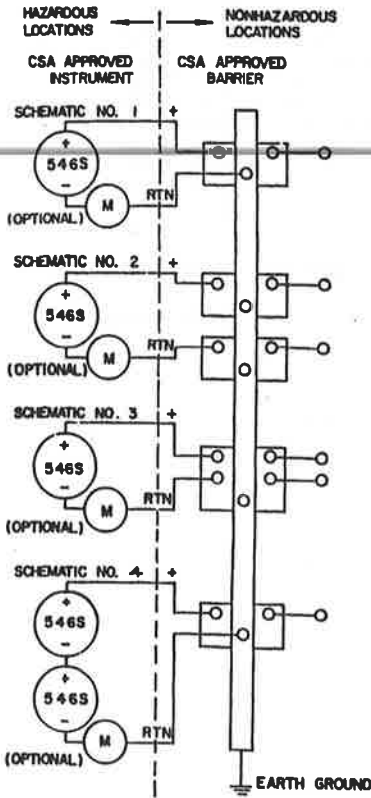 HAZARDOUS LOCATIONS
NONHAZARDOUS LOCATIONS
CSA APPROVED INSTRUMENT
CSA APPROVED BARRIER
SCHEMATIC NO. 1 +
+
546S
-
M
RTN
(OPTIONAL)
SCHEMATIC NO. 2 +
+
546S
-
M
RTN
(OPTIONAL)
SCHEMATIC NO. 3 +
+
546S
-
M
RTN
(OPTIONAL)
SCHEMATIC NO. 4 +
+
546S
-
+
546S
-
M
RTN
(OPTIONAL)
EARTH GROUND